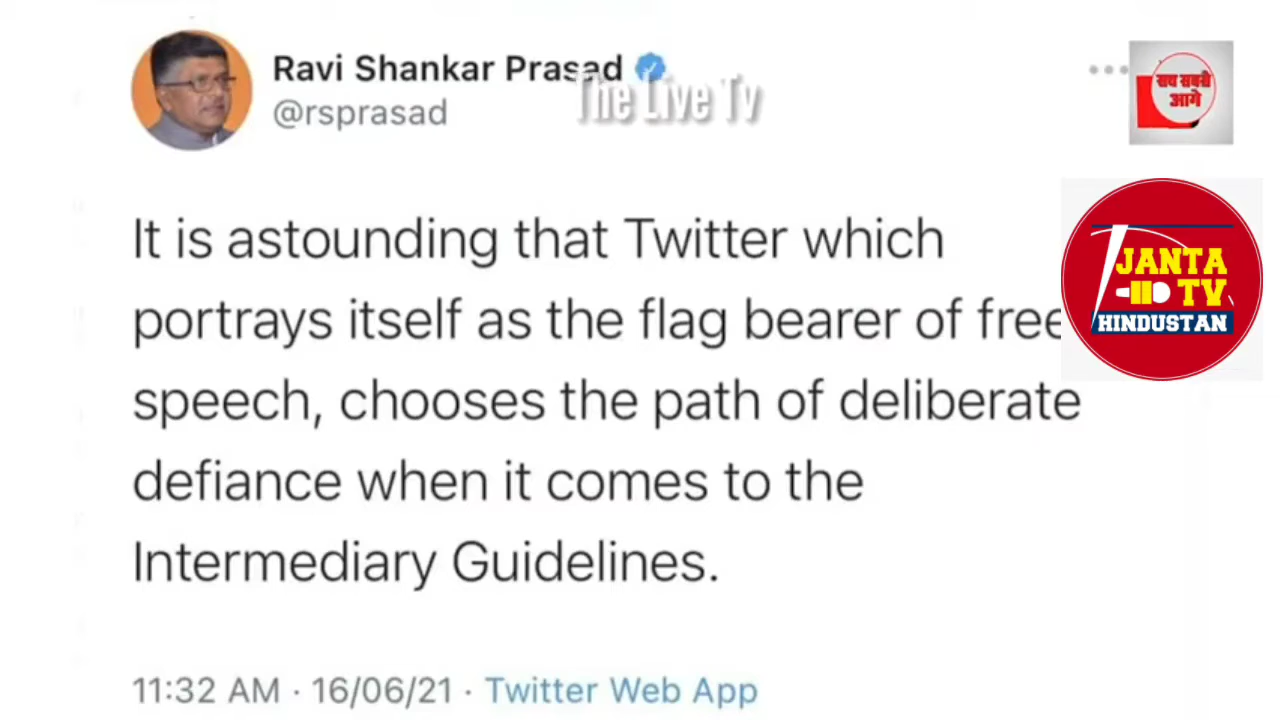 Ravi Shankar Prasad
@rsprasad
The Live Tv
सच सबसे
आगे
JANTA
TV
HINDUSTAN
It is astounding that Twitter which
portrays itself as the flag bearer of free
speech, chooses the path of deliberate
defiance when it comes to the
Intermediary Guidelines.
11:32 AM · 16/06/21 · Twitter Web App